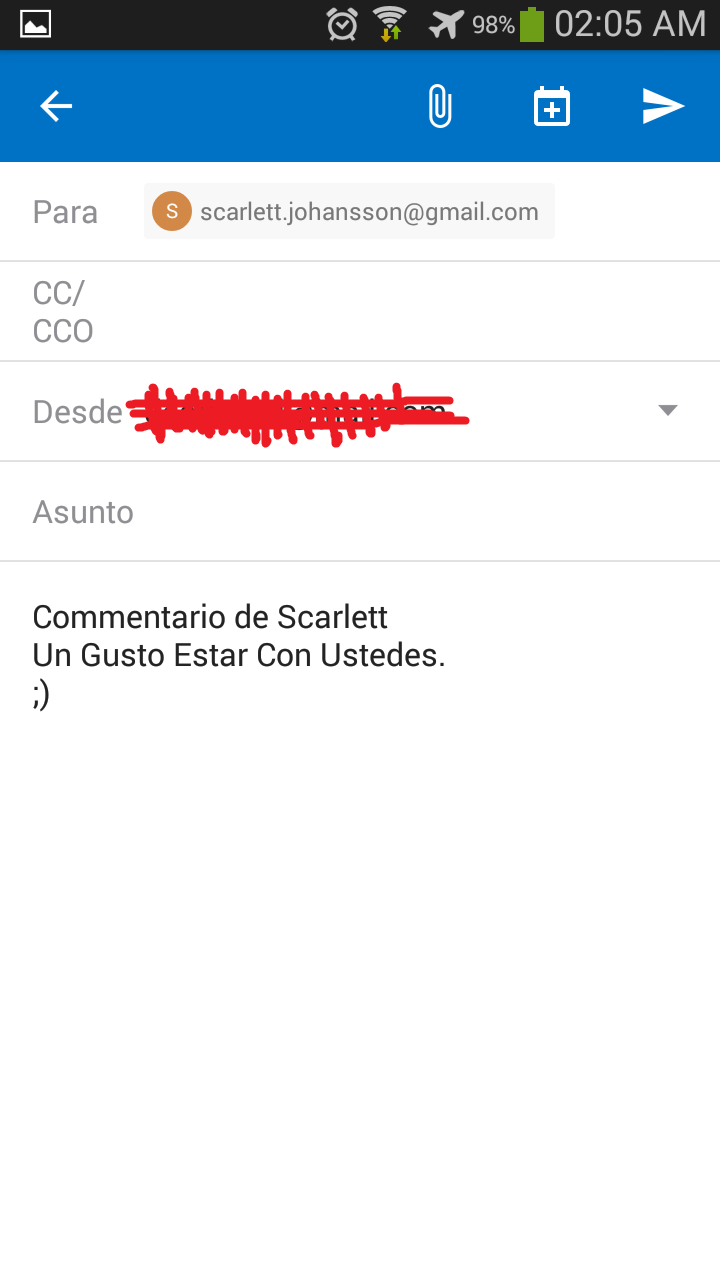 98% 02:05 AM
Para S scarlett.johansson@gmail.com
CC/
CCO
Desde
Asunto
Commentario de Scarlett
Un Gusto Estar Con Ustedes.
;)